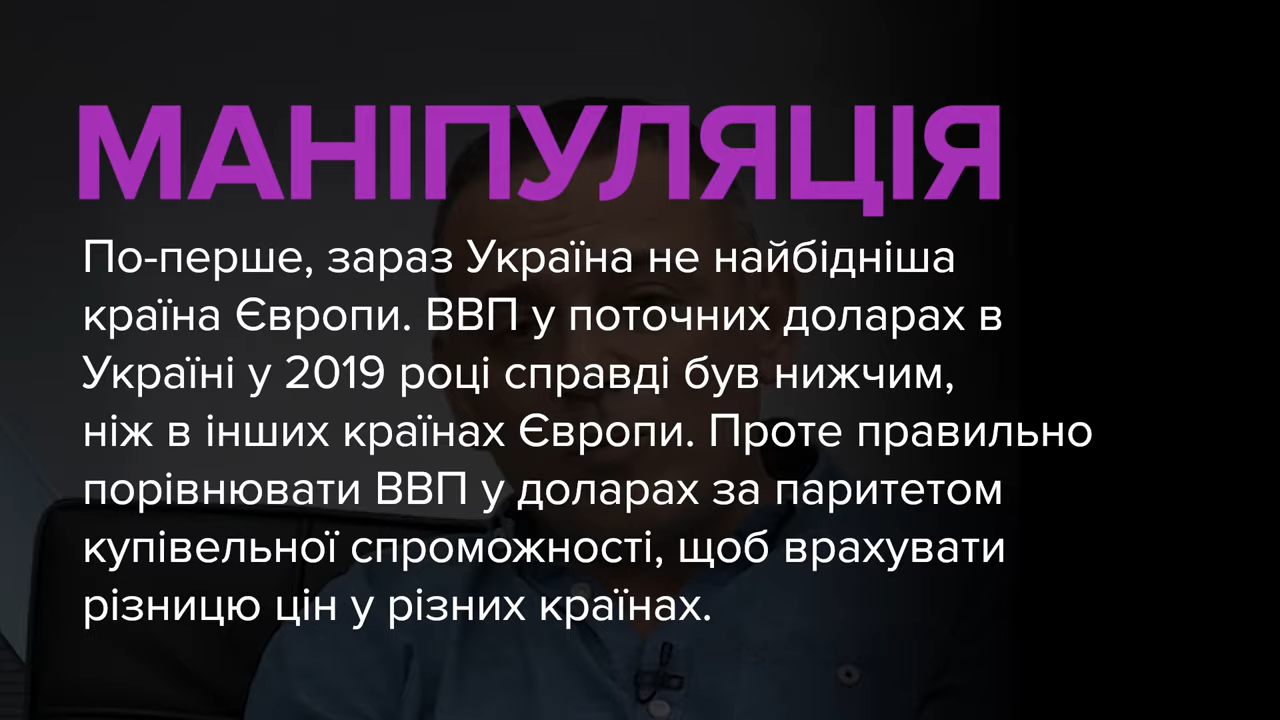 МАНІПУЛЯЦІЯ
По-перше, зараз Україна не найбідніша
країна Європи. ВВП у поточних доларах в
Україні у 2019 році справді був нижчим,
ніж в інших країнах Європи. Проте правильно
порівнювати ВВП у доларах за паритетом
купівельної спроможності, щоб врахувати
різницю цін у різних країнах.